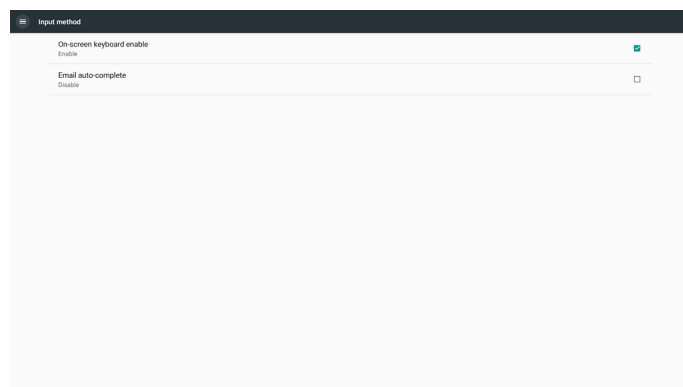 Input method
On-screen keyboard enable
Enable
Email auto-complete
Disable